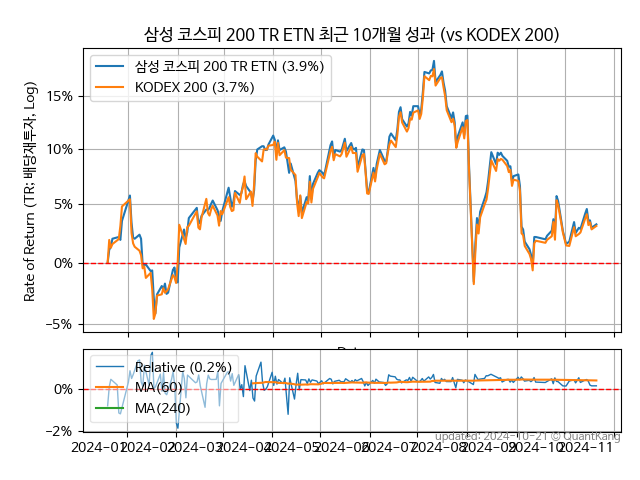 삼성 코스피 200 TR ETN 최근 10개월 성과 (vs KODEX 200)
삼성 코스피 200 TR ETN (3.9%)
KODEX 200 (3.7%)
Rate of Return (TR: 배당재투자, Log)
15%
10%
5%
0%
−5%
Relative (0.2%)
MA(60)
MA(240)
0%
−2%
2024-01
2024-02
2024-03
2024-04
2024-05
2024-06
2024-07
2024-08
2024-09
2024-10
2024-11
updated: 2024-10-21 © QuantKang